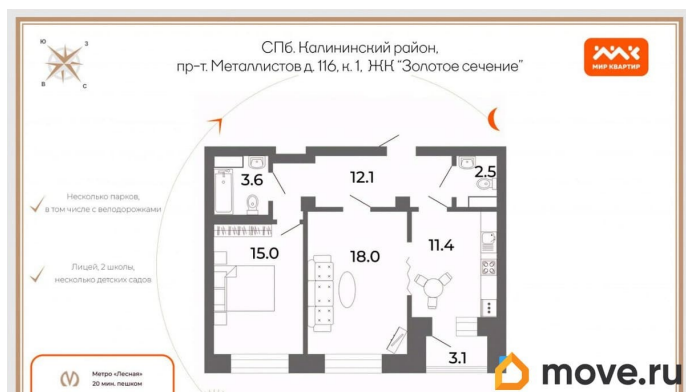 СПб. Калининский район,
пр-т. Металлистов д. 116, к. 1, ЖК "Золотое сечение"
МИР КВАРТИР
Ю
З
В
С
3.6
12.1
2.5
Несколько парков,
в том числе с велодорожками
15.0
18.0
11.4
Лицей, 2 школы,
несколько детских садов
3.1
Метро «Лесная»
20 мин. пешком
move.ru